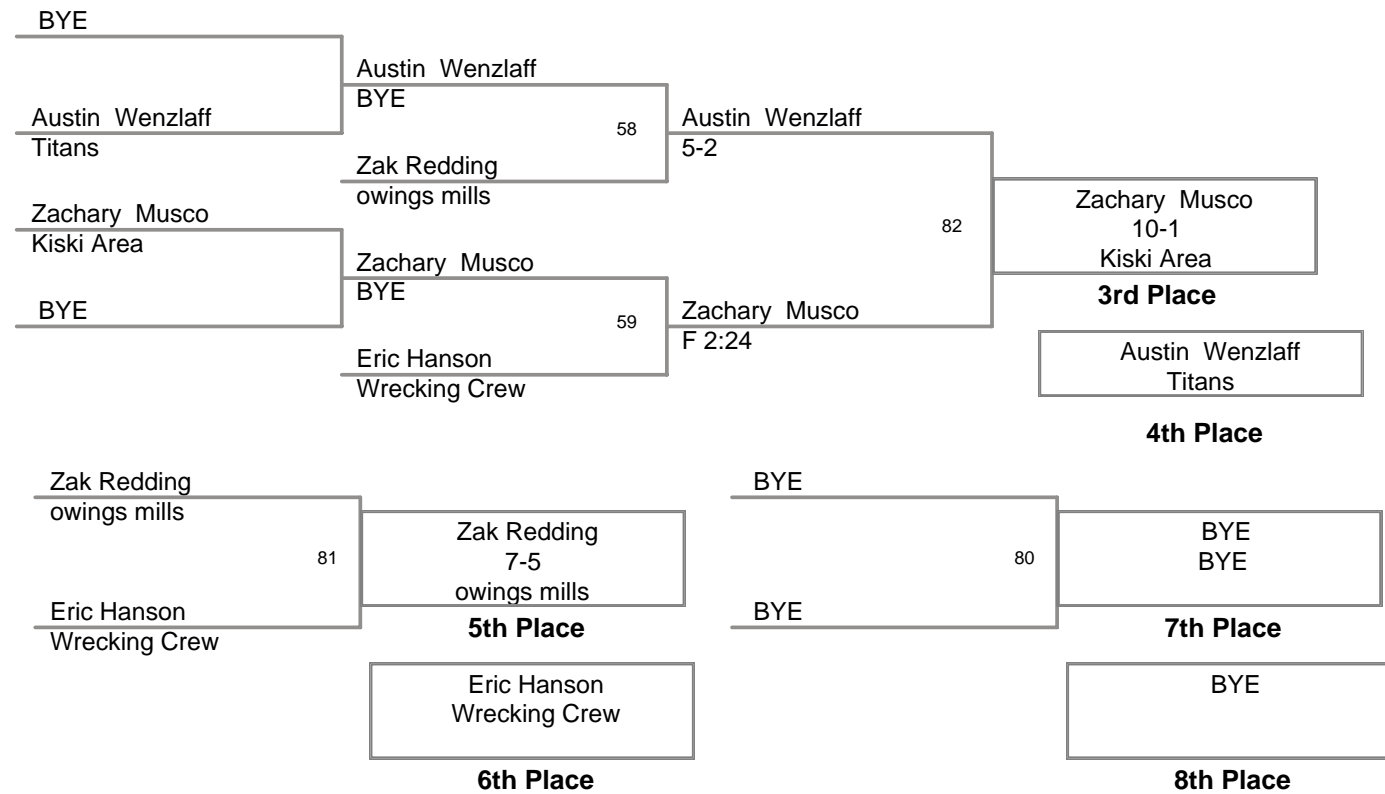 BYE
Austin Wenzlaff
Titans
Zachary Musco
Kiski Area
BYE
Austin Wenzlaff
BYE
58
Zak Redding
owings mills
Zachary Musco
BYE
59
Eric Hanson
Wrecking Crew
Austin Wenzlaff
5-2
82
Zachary Musco
F 2:24
Zachary Musco
10-1
Kiski Area
3rd Place
Austin Wenzlaff
Titans
4th Place
Zak Redding
owings mills
81
Eric Hanson
Wrecking Crew
Zak Redding
7-5
owings mills
5th Place
Eric Hanson
Wrecking Crew
6th Place
BYE
80
BYE
BYE
BYE
7th Place
BYE
8th Place